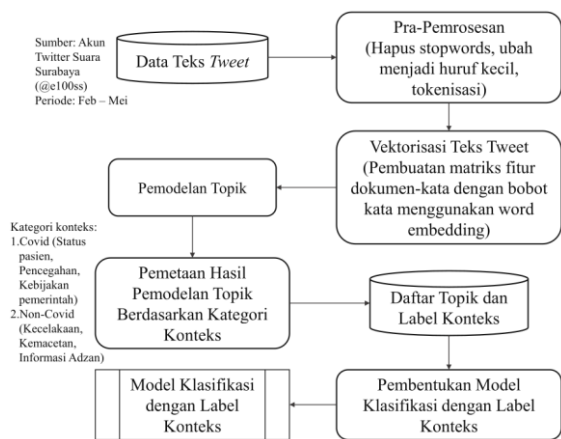 Sumber: Akun
Twitter Suara
Surabaya
(@e100ss)
Periode: Feb – Mei
Data Teks Tweet
Pra-Pemrosesan
(Hapus stopwords, ubah
menjadi huruf kecil,
tokenisasi)
Vektorisasi Teks Tweet
(Pembuatan matriks fitur
dokumen-kata dengan bobot
kata menggunakan word
embedding)
Pemodelan Topik
Kategori konteks:
1.Covid (Status
pasien,
Pencegahan,
Kebijakan
pemerintah)
2.Non-Covid
(Kecelakaan,
Kemacetan,
Informasi Adzan)
Pemetaan Hasil
Pemodelan Topik
Berdasarkan Kategori
Konteks
Daftar Topik dan
Label Konteks
Pembentukan Model
Klasifikasi dengan Label
Konteks
Model Klasifikasi
dengan Label
Konteks